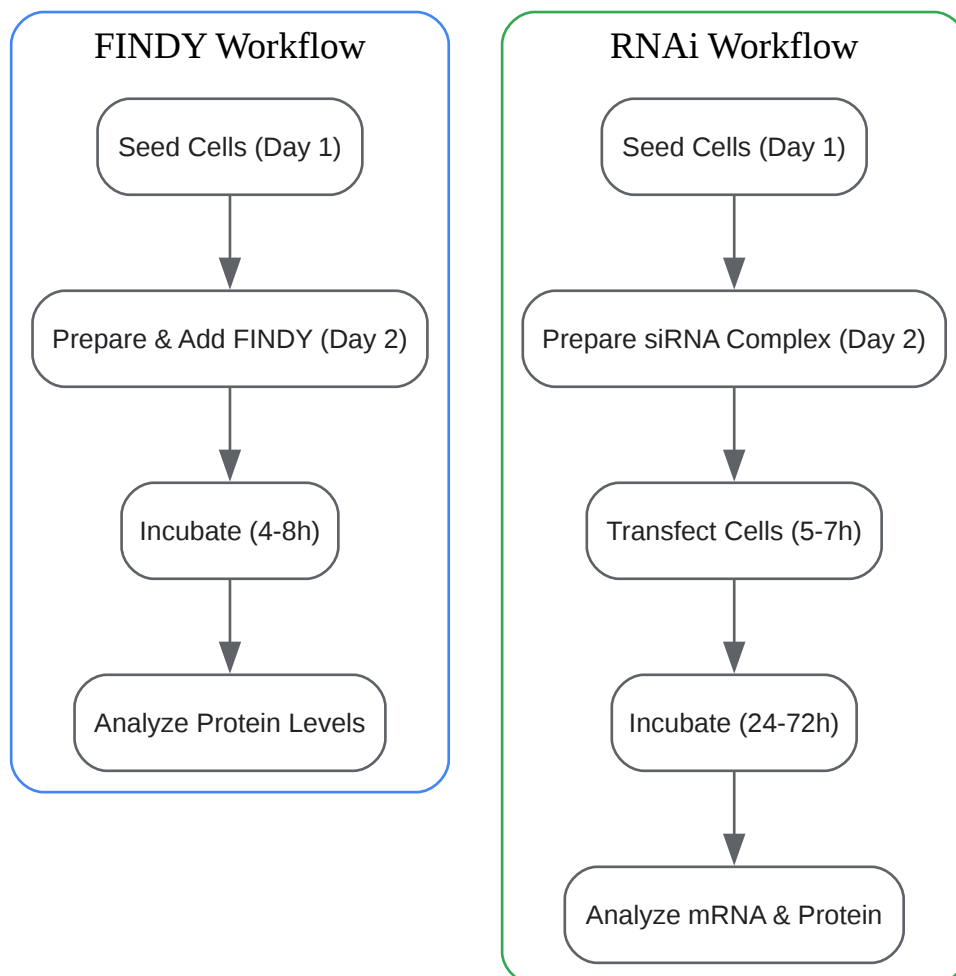 FINDY Workflow
Seed Cells (Day 1)
Prepare & Add FINDY (Day 2)
Incubate (4-8h)
Analyze Protein Levels
RNAi Workflow
Seed Cells (Day 1)
Prepare siRNA Complex (Day 2)
Transfect Cells (5-7h)
Incubate (24-72h)
Analyze mRNA & Protein